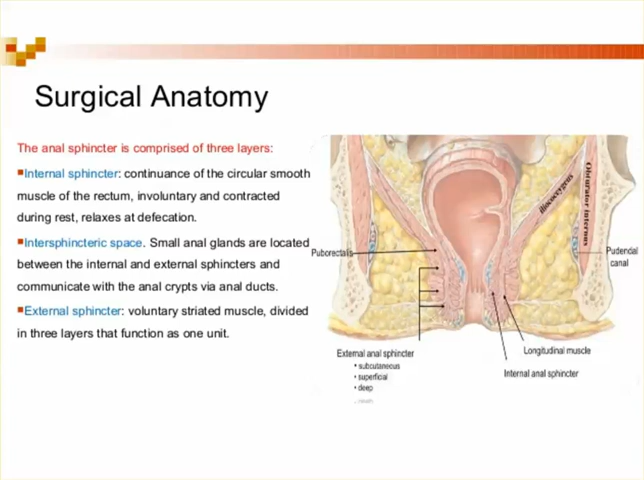 Surgical Anatomy
The anal sphincter is comprised of three layers:
Internal sphincter: continuance of the circular smooth
muscle of the rectum, involuntary and contracted
during rest, relaxes at defecation.
Intersphincteric space. Small anal glands are located
between the internal and external sphincters and
communicate with the anal crypts via anal ducts.
External sphincter: voluntary striated muscle, divided
in three layers that function as one unit.
iliococcygeus
Obturator internus
Puborectalis
Pudendal
canal
External anal sphincter
• subcutaneous
• superficial
• deep
Longitudinal muscle
Internal anal sphincter